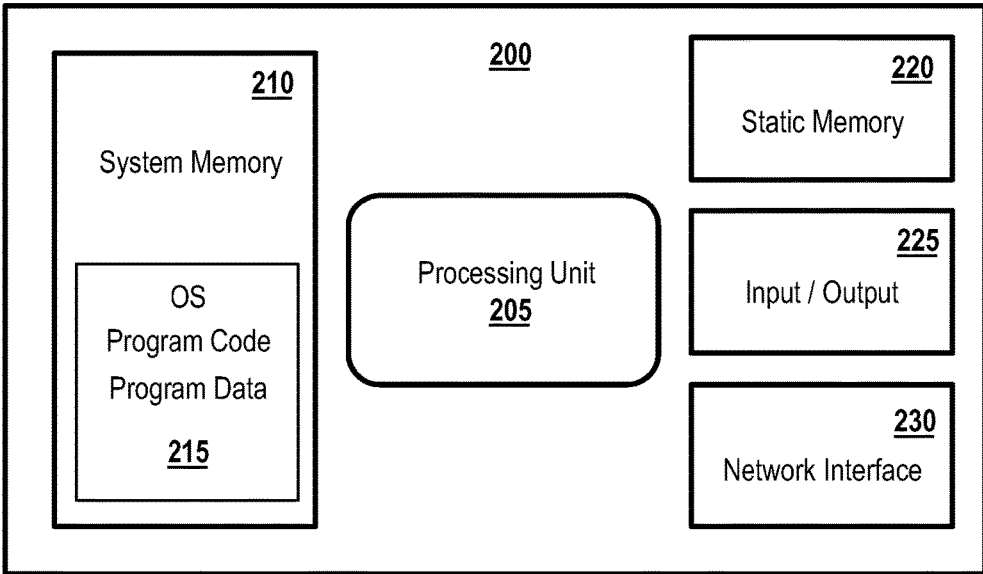 200
210
System Memory
OS
Program Code
Program Data
215
Processing Unit
205
220
Static Memory
225
Input / Output
230
Network Interface